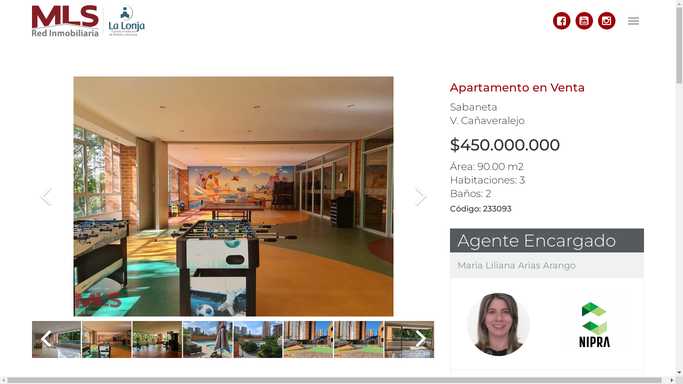 MLS
Red Inmobiliaria
La Lonja
Apartamento en Venta
Sabaneta
V. Cañaveralejo
$450.000.000
Área: 90.00 m2
Habitaciones: 3
Baños: 2
Código: 233093
Agente Encargado
Maria Liliana Arias Arango
MLS
NIPRA